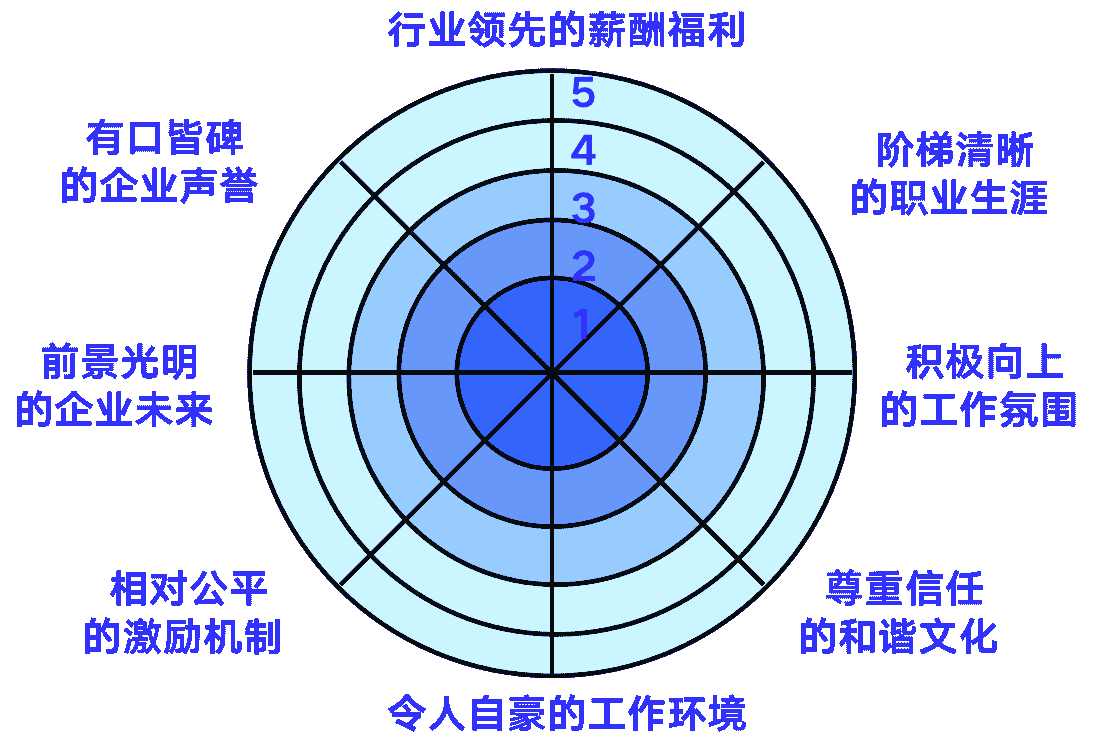 行业领先的薪酬福利
5
4
3
2
1
有口皆碑
的企业声誉
阶梯清晰
的职业生涯
前景光明
的企业未来
积极向上
的工作氛围
相对公平
的激励机制
尊重信任
的和谐文化
令人自豪的工作环境